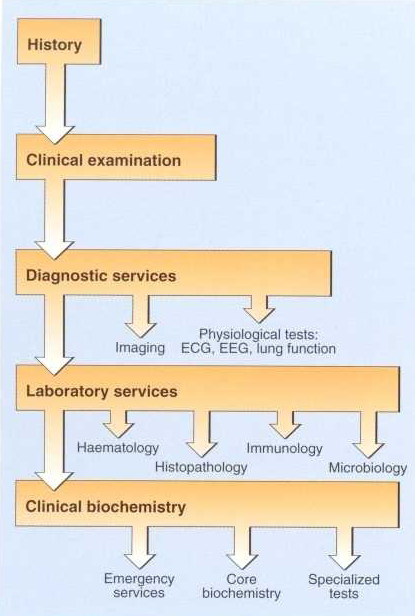 History
Clinical examination
Diagnostic services
Imaging
Physiological tests:
ECG, EEG, lung function
Laboratory services
Haematology
Histopathology
Immunology
Microbiology
Clinical biochemistry
Emergency
services
Core
biochemistry
Specialized
tests